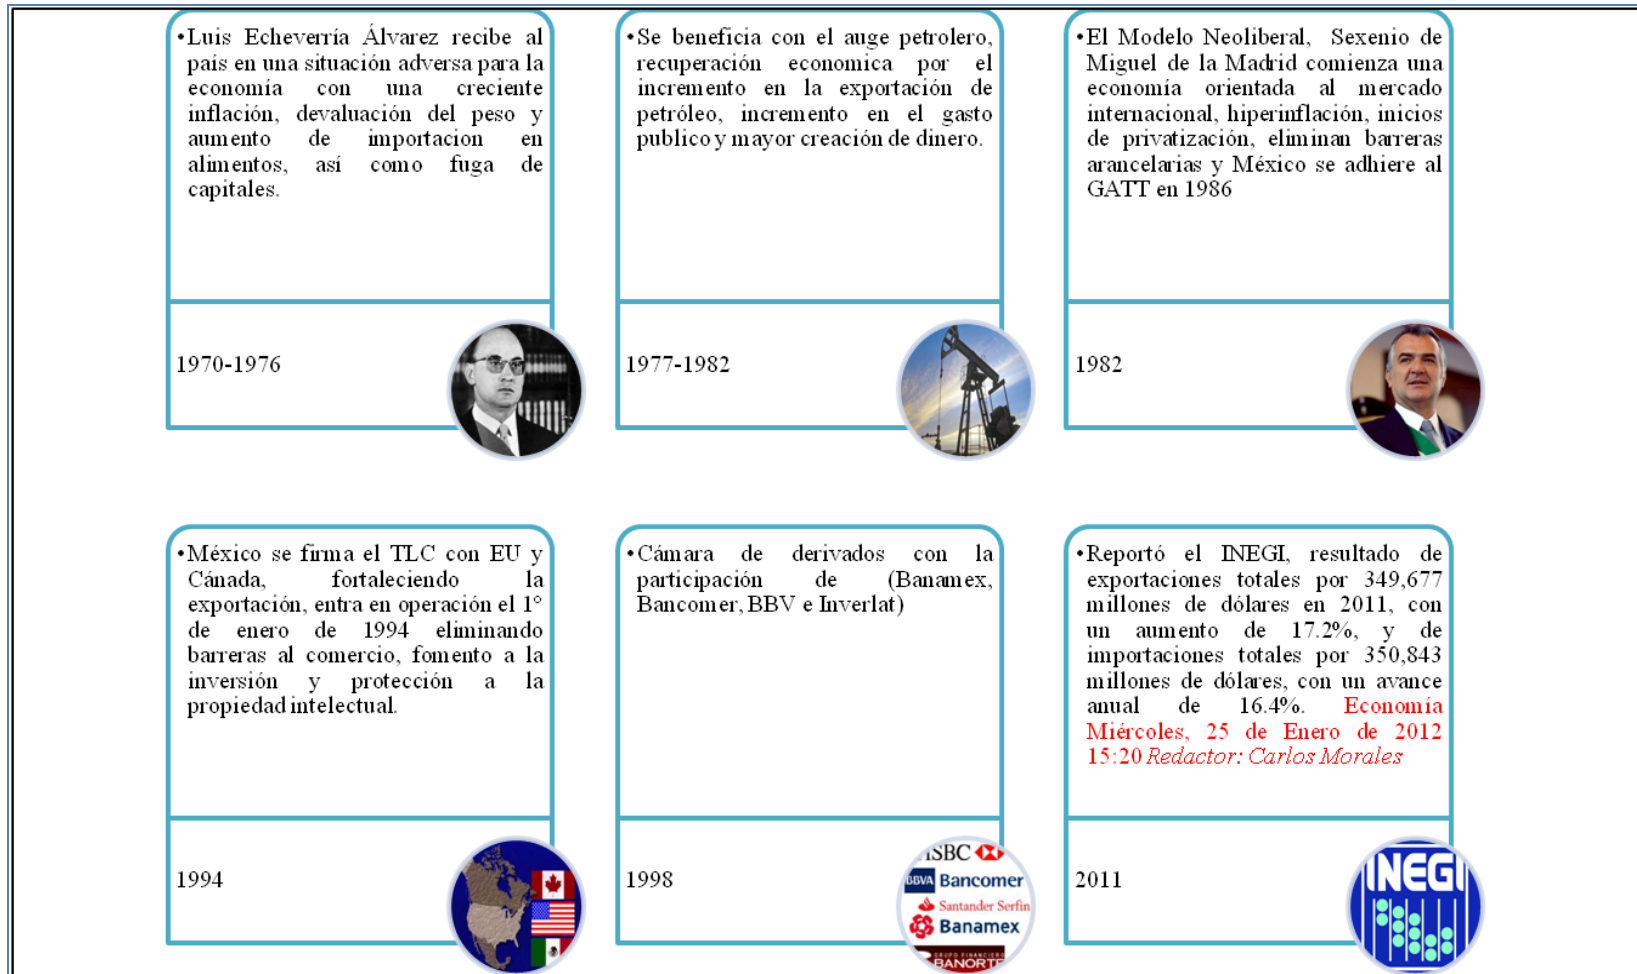 •Luis Echeverría Álvarez recibe al
país en una situación adversa para la
economía con una creciente
inflación, devaluación del peso y
aumento de importacion en
alimentos, así como fuga de
capitales.
1970-1976
•Se beneficia con el auge petrolero,
recuperación economica por el
incremento en la exportación de
petróleo, incremento en el gasto
publico y mayor creación de dinero.
1977-1982
•El Modelo Neoliberal, Sexenio de
Miguel de la Madrid comienza una
economía orientada al mercado
internacional, hiperinflación, inicios
de privatización, eliminan barreras
arancelarias y México se adhiere al
GATT en 1986
1982
•México se firma el TLC con EU y
Cánada, fortaleciendo la
exportación, entra en operación el 1°
de enero de 1994 eliminando
barreras al comercio, fomento a la
inversión y protección a la
propiedad intelectual.
1994
•Cámara de derivados con la
participación de (Banamex,
Bancomer, BBV e Inverlat)
1998
HSBC
BBVA Bancomer
Santander Serfin
Banamex
GRUPO FINANCIERO
BANORTE
•Reportó el INEGI, resultado de
exportaciones totales por 349,677
millones de dólares en 2011, con
un aumento de 17.2%, y de
importaciones totales por 350,843
millones de dólares, con un avance
anual de 16.4%. Economía
Miércoles, 25 de Enero de 2012
15:20 Redactor: Carlos Morales
2011
INEGI